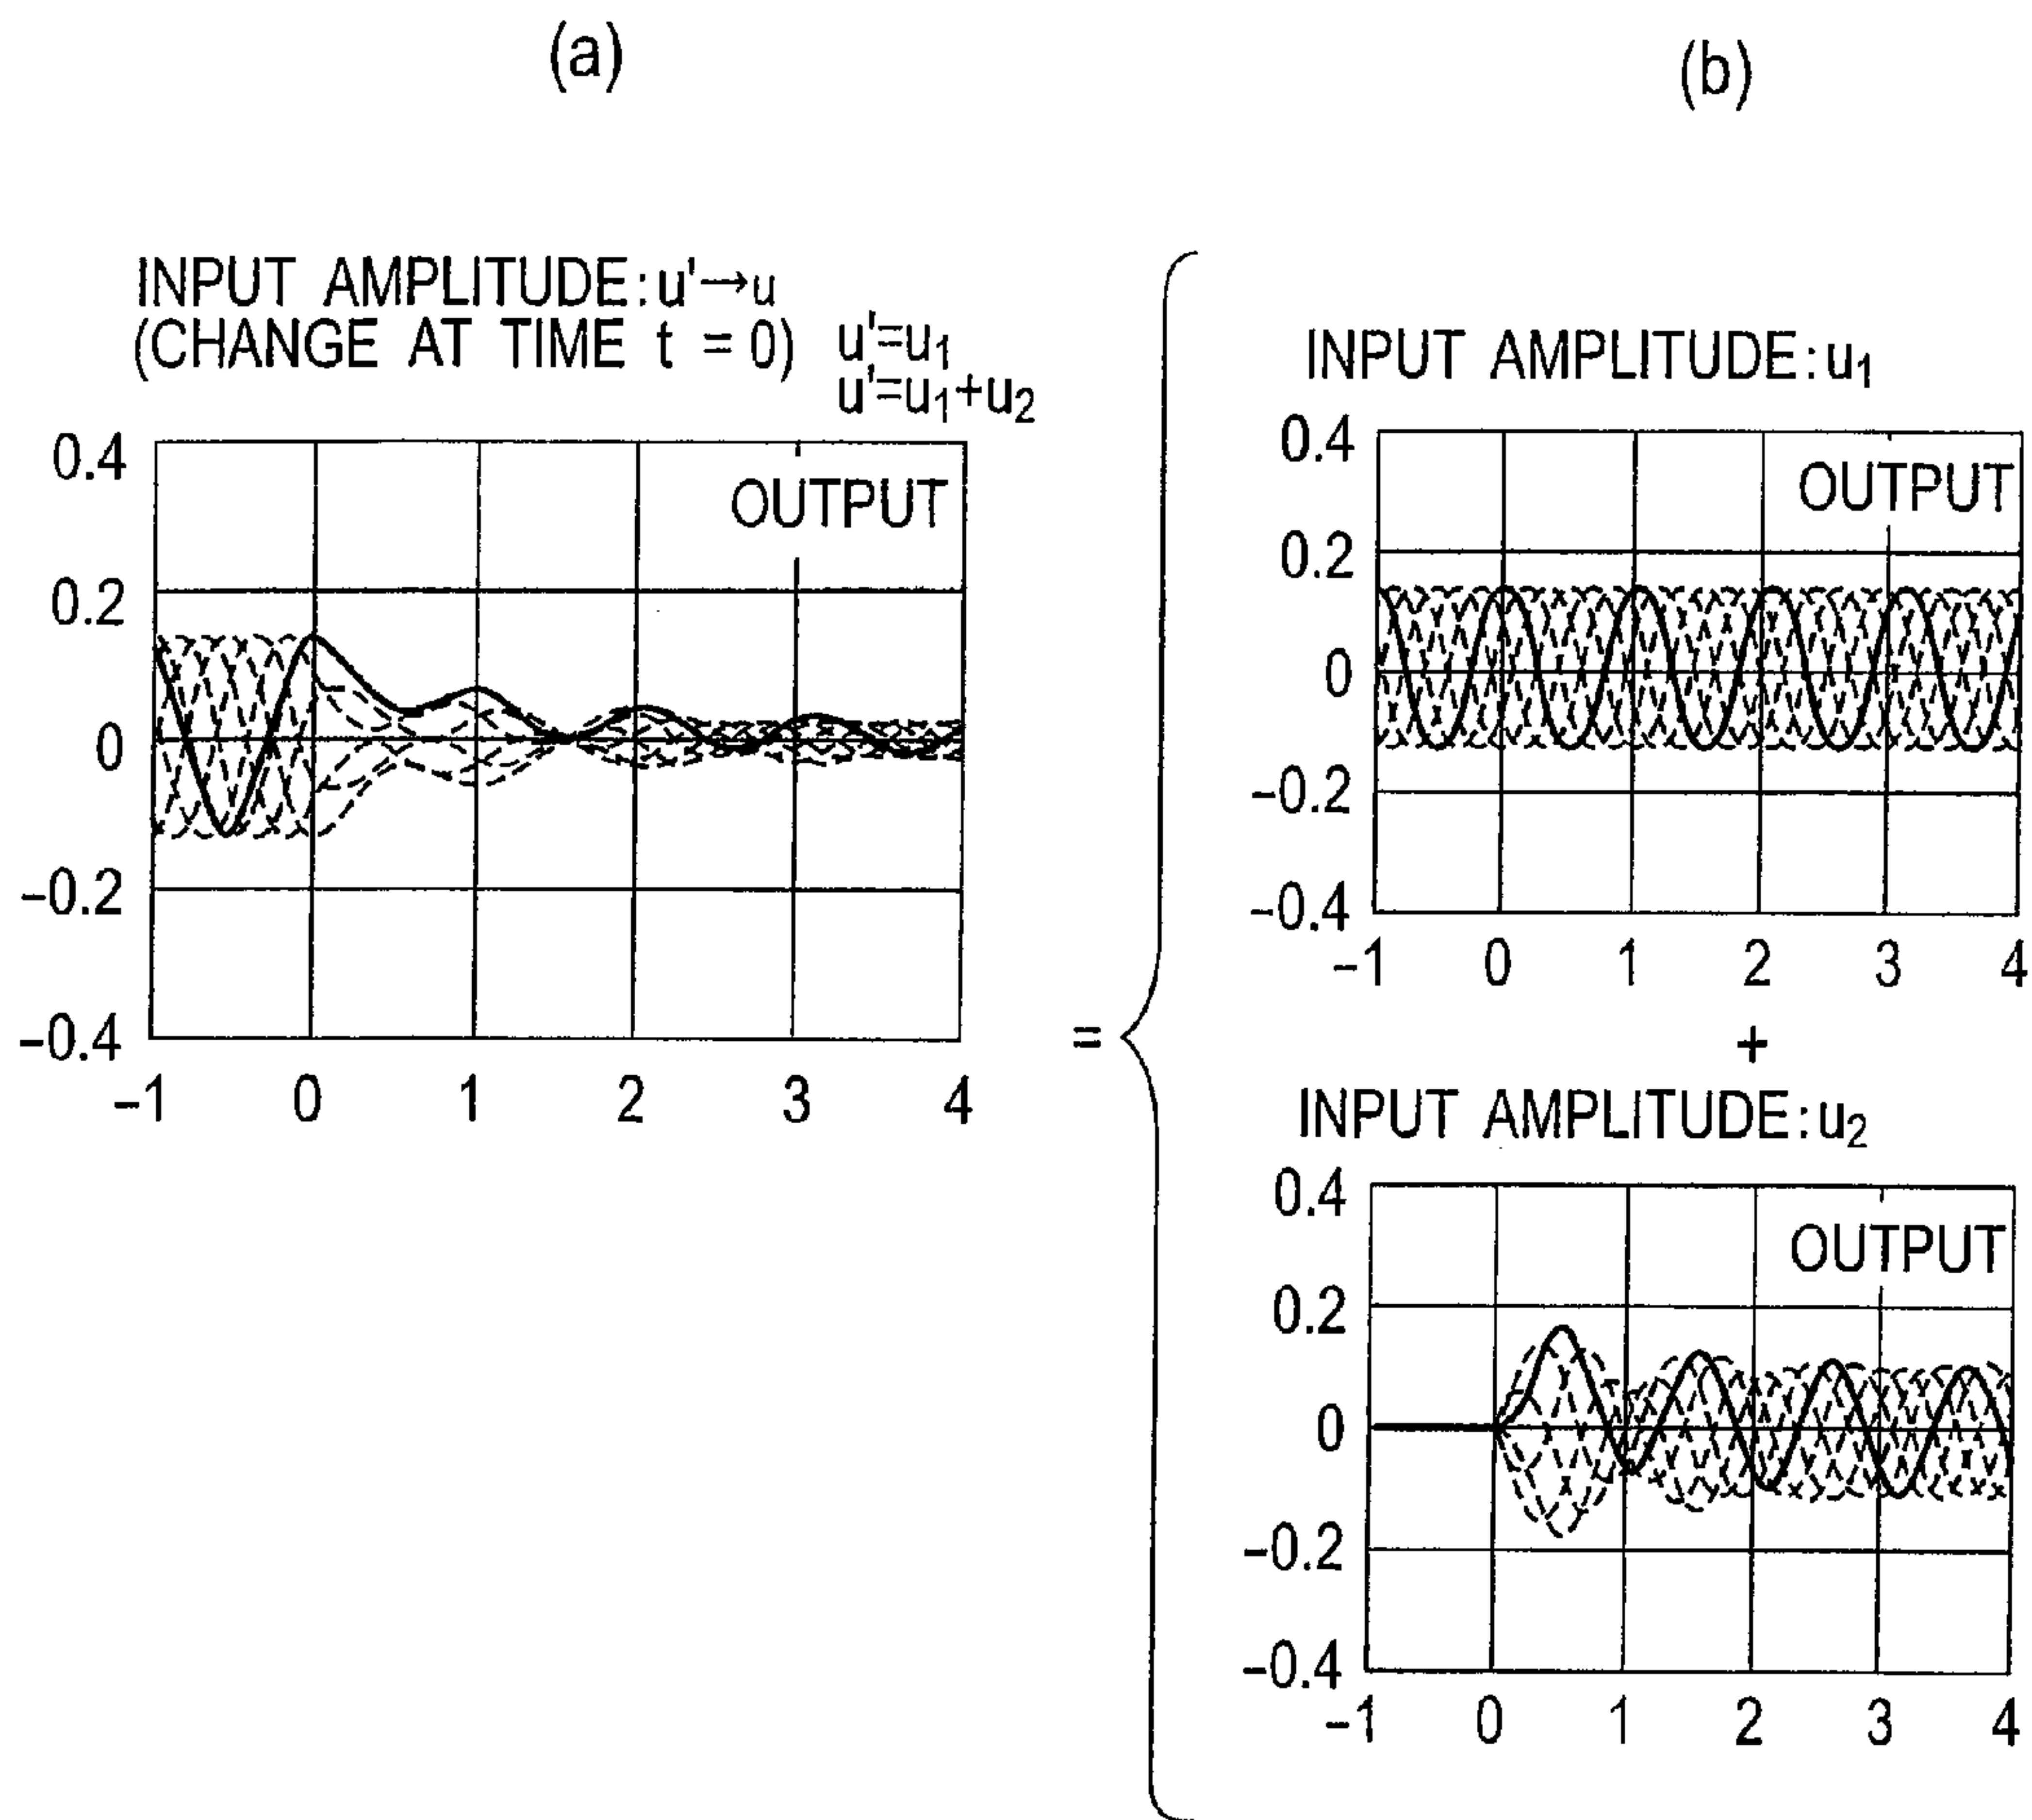 (a)
INPUT AMPLITUDE:u'→u
(CHANGE AT TIME t = 0)
u'=u₁
u'=u₁+u₂
0.4
OUTPUT
0.2
0
-0.2
-0.4
-1 0 1 2 3 4
=
(b)
INPUT AMPLITUDE:u₁
0.4
OUTPUT
0.2
0
-0.2
-0.4
-1 0 1 2 3 4
+
INPUT AMPLITUDE:u₂
0.4
OUTPUT
0.2
0
-0.2
-0.4
-1 0 1 2 3 4